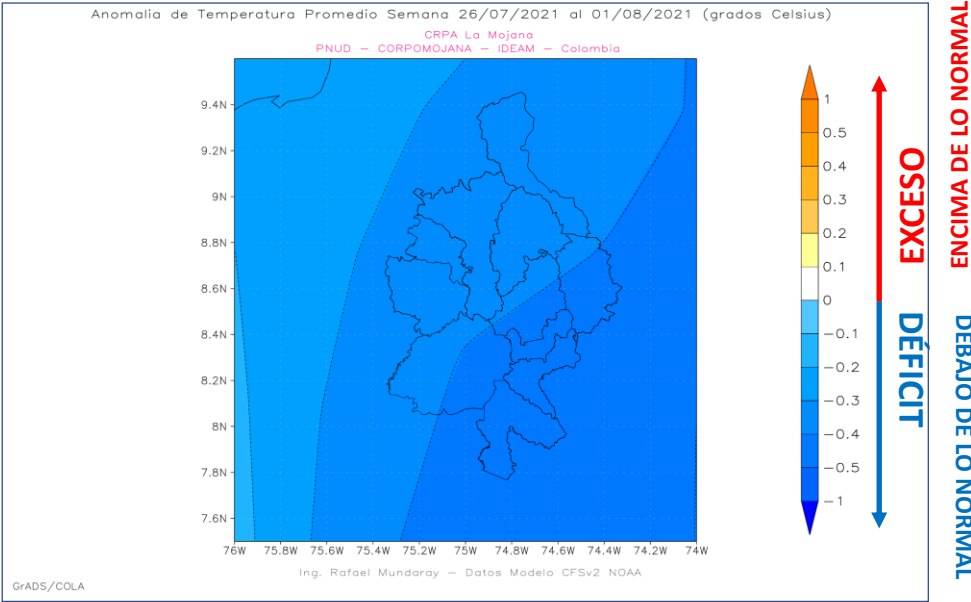 Anomalia de Temperatura Promedio Semana 26/07/2021 al 01/08/2021 (grados Celsius)
CRPA La Mojana
PNUD – CORPOMOJANA – IDEAM – Colombia
9.4N
9.2N
9N
8.8N
8.6N
8.4N
8.2N
8N
7.8N
7.6N
76W 75.8W 75.6W 75.4W 75.2W 75W 74.8W 74.6W 74.4W 74.2W 74W
1
0.5
0.4
0.3
0.2
0.1
0
−0.1
−0.2
−0.3
−0.4
−0.5
−1
EXCESO
DÉFICIT
ENCIMA DE LO NORMAL
DEBAJO DE LO NORMAL
Ing. Rafael Mundaray – Datos Modelo CFSv2 NOAA
GrADS/COLA